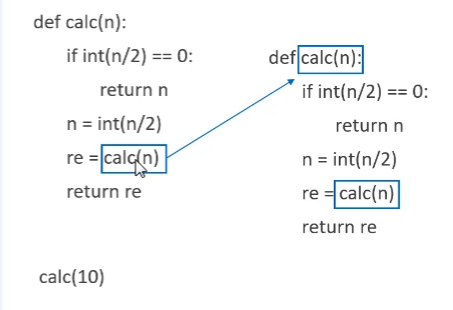 def calc(n):
if int(n/2) == 0:
return n
n = int(n/2)
re = calc(n)
return re
calc(10)
def calc(n):
if int(n/2) == 0:
return n
n = int(n/2)
re = calc(n)
return re